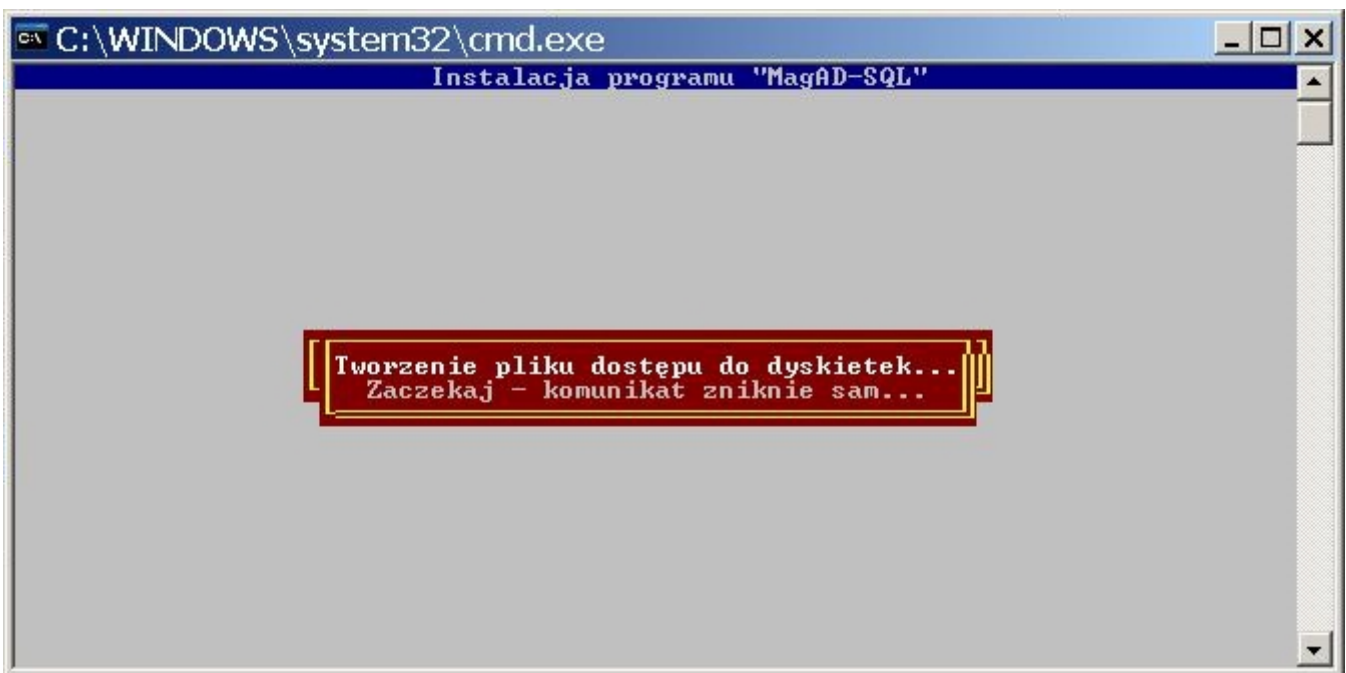 C:\WINDOWS\system32\cmd.exe
Instalacja programu "MagAD-SQL"
Tworzenie pliku dostępu do dyskietek...
Zaczekaj - komunikat zniknie sam...